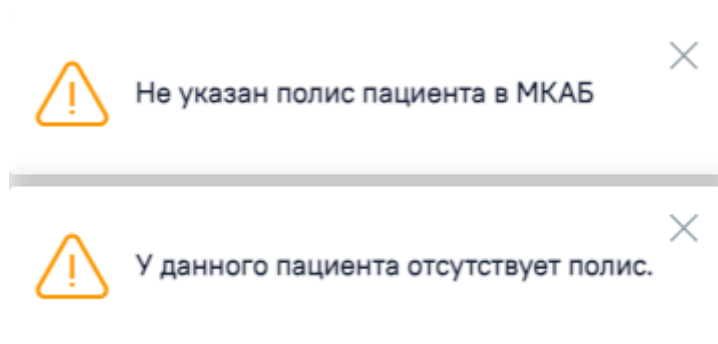 Не указан полис пациента в МКАБ
У данного пациента отсутствует полис.